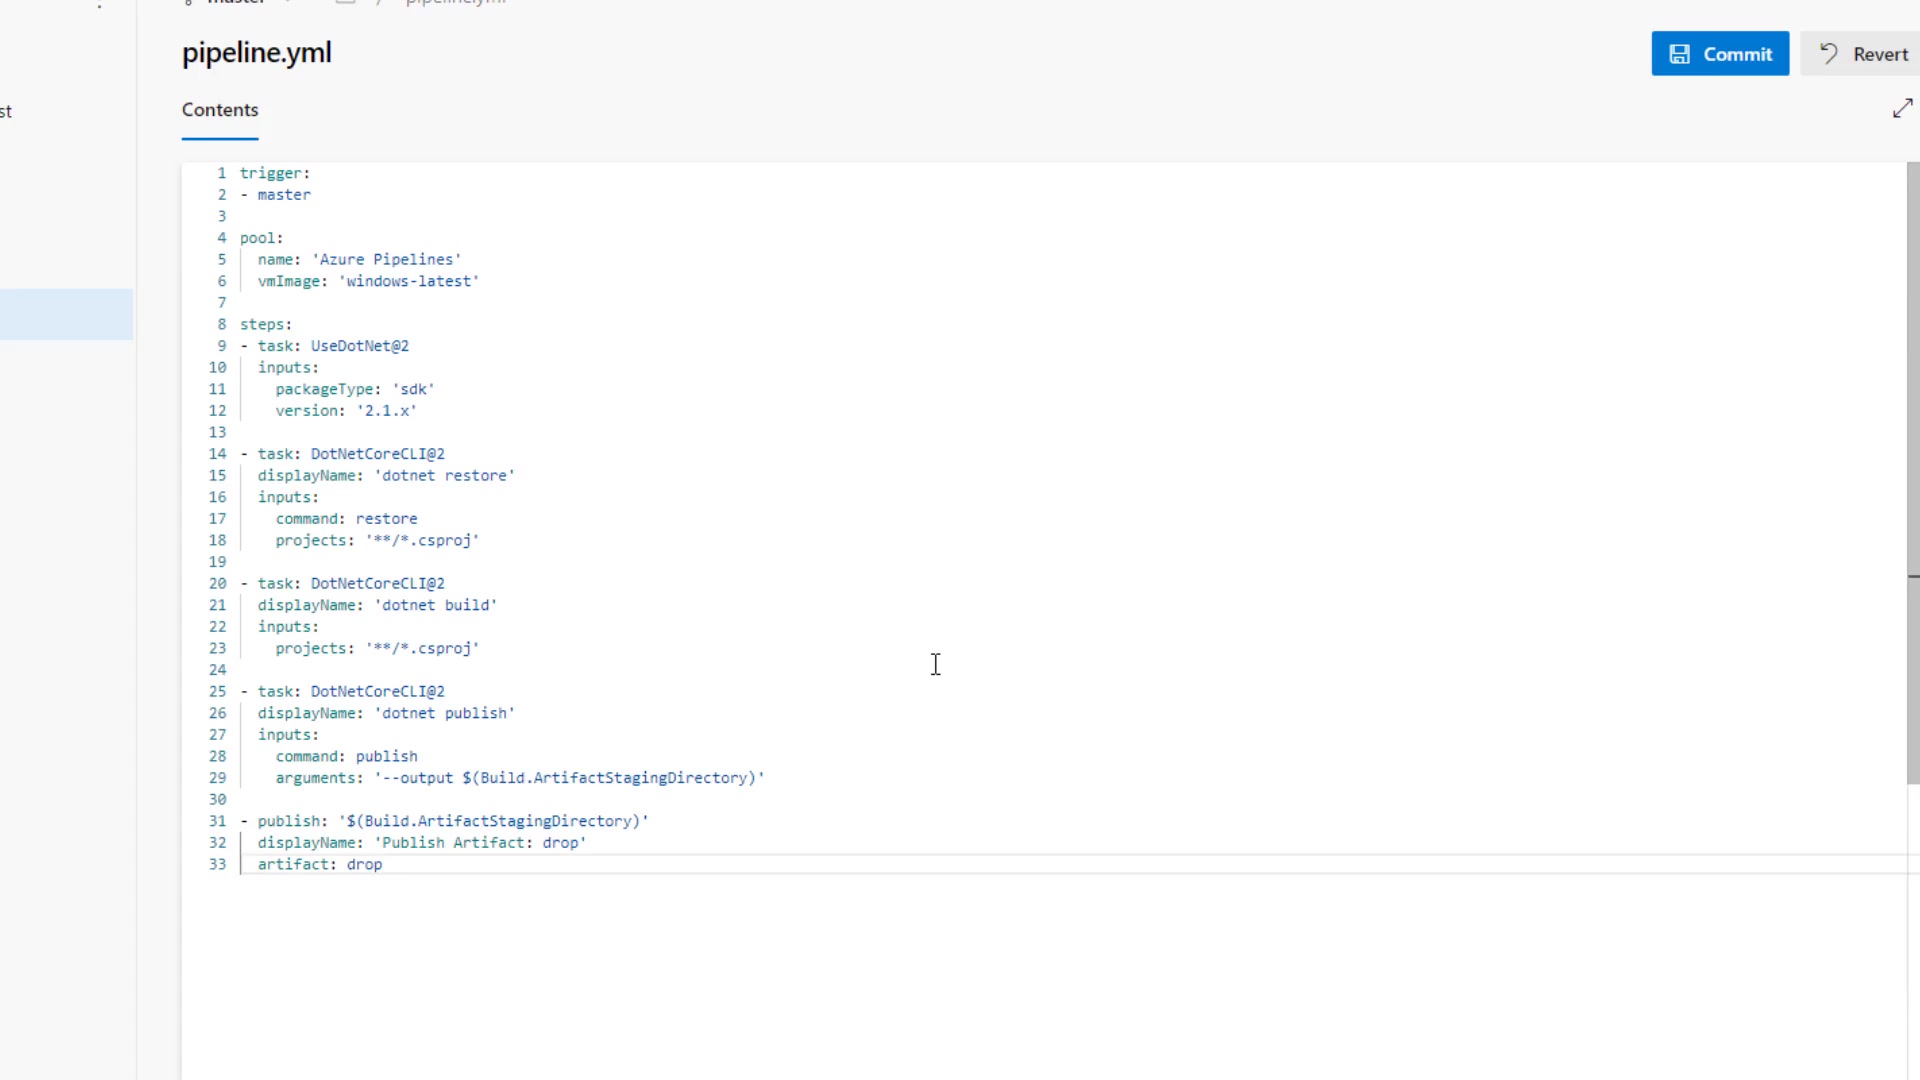 master / pipeline.yml
pipeline.yml
Commit
Revert
st
Contents
1 trigger:
2 - master
3
4 pool:
5 name: 'Azure Pipelines'
6 vmImage: 'windows-latest'
7
8 steps:
9 - task: UseDotNet@2
10 inputs:
11 packageType: 'sdk'
12 version: '2.1.x'
13
14 - task: DotNetCoreCLI@2
15 displayName: 'dotnet restore'
16 inputs:
17 command: restore
18 projects: '**/*.csproj'
19
20 - task: DotNetCoreCLI@2
21 displayName: 'dotnet build'
22 inputs:
23 projects: '**/*.csproj'
24
25 - task: DotNetCoreCLI@2
26 displayName: 'dotnet publish'
27 inputs:
28 command: publish
29 arguments: '--output $(Build.ArtifactStagingDirectory)'
30
31 - publish: '$(Build.ArtifactStagingDirectory)'
32 displayName: 'Publish Artifact: drop'
33 artifact: drop